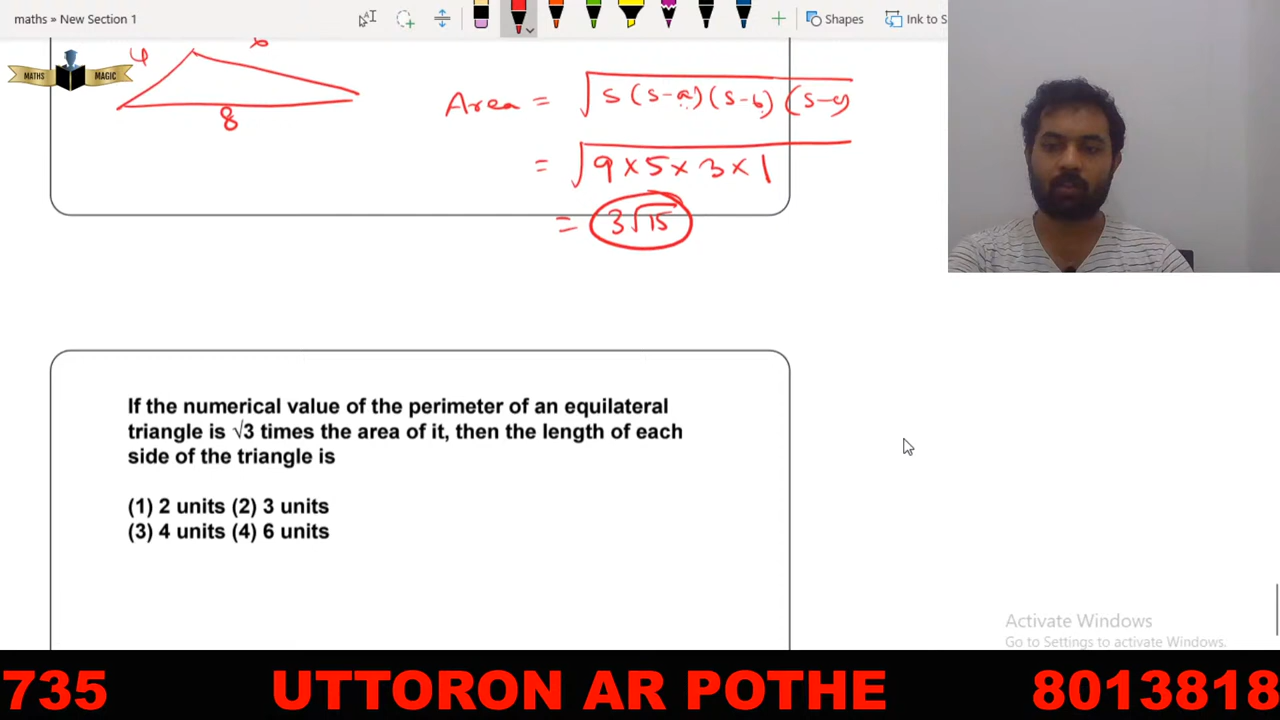 maths » New Section 1
Shapes
Ink to S
MATHS MAGIC
4
8
Area = √s(s-a)(s-b)(s-c)
= √9×5×3×1
= 3√15
If the numerical value of the perimeter of an equilateral
triangle is √3 times the area of it, then the length of each
side of the triangle is
(1) 2 units (2) 3 units
(3) 4 units (4) 6 units
Activate Windows
Go to Settings to activate Windows.
735 UTTORON AR POTHE 8013818